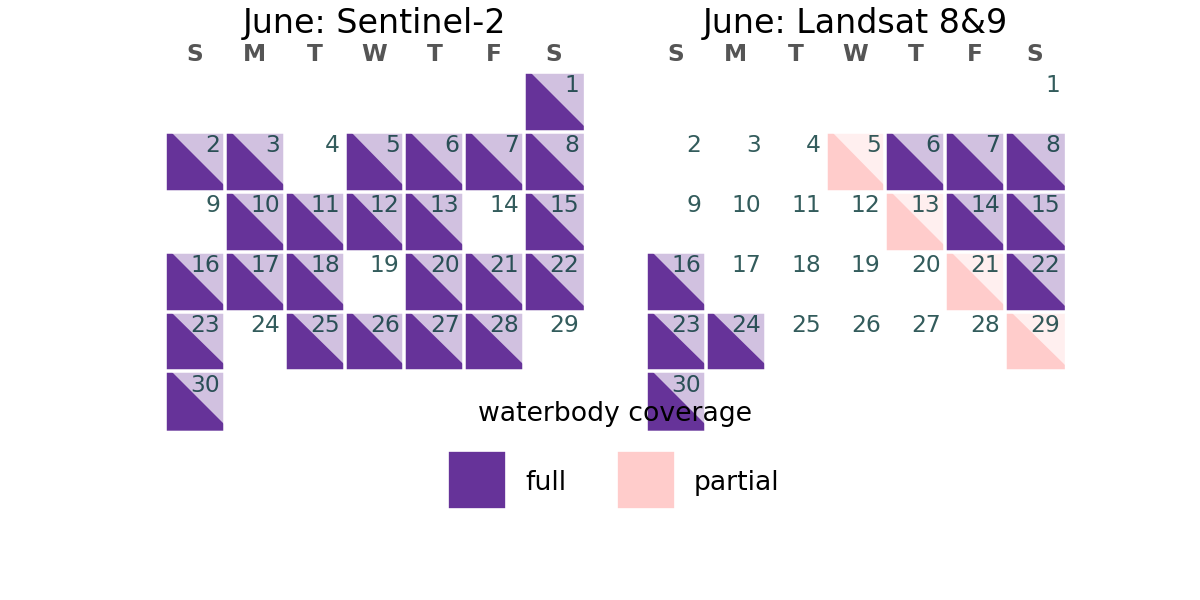 June: Sentinel-2
S M T W T F S
1
2 3 4 5 6 7 8
9 10 11 12 13 14 15
16 17 18 19 20 21 22
23 24 25 26 27 28 29
30
June: Landsat 8&9
S M T W T F S
1
2 3 4 5 6 7 8
9 10 11 12 13 14 15
16 17 18 19 20 21 22
23 24 25 26 27 28 29
30
waterbody coverage
full
partial